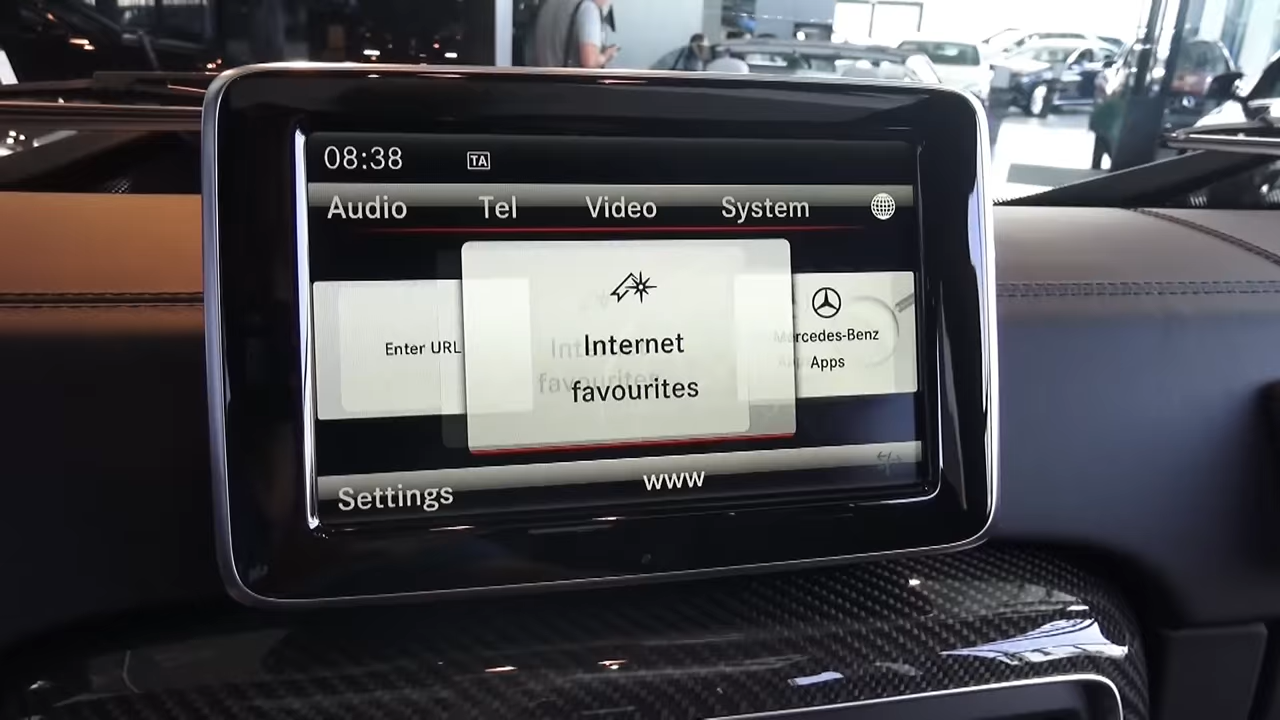 08:38 TA
Audio Tel Video System
Enter URL
Internet
favourites
Mercedes-Benz
Apps
Settings www